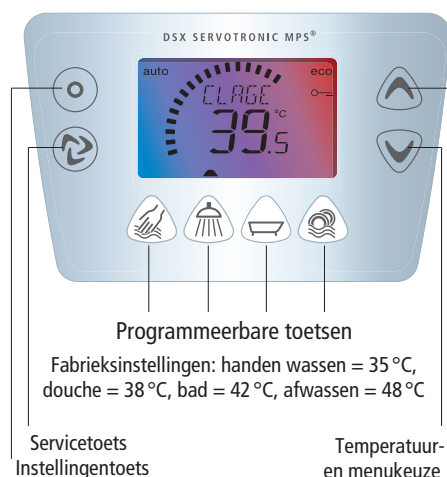 DSX SERVOTRONIC MPS®
auto
eco
CLAGE
39.5 °C
Programmeerbare toetsen
Fabrieksinstellingen: handen wassen = 35 °C,
douche = 38 °C, bad = 42 °C, afwassen = 48 °C
Servicetoets
Instellingentoets
Temperatuur-
en menukeuze